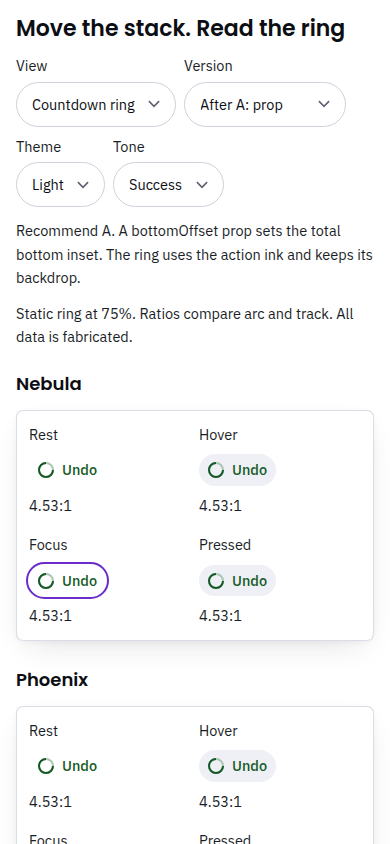 Move the stack. Read the ring
View Version
Countdown ring After A: prop
Theme Tone
Light Success
Recommend A. A bottomOffset prop sets the total
bottom inset. The ring uses the action ink and keeps its
backdrop.
Static ring at 75%. Ratios compare arc and track. All
data is fabricated.
Nebula
Rest Hover
Undo Undo
4.53:1 4.53:1
Focus Pressed
Undo Undo
4.53:1 4.53:1
Phoenix
Rest Hover
Undo Undo
4.53:1 4.53:1
Focus Pressed